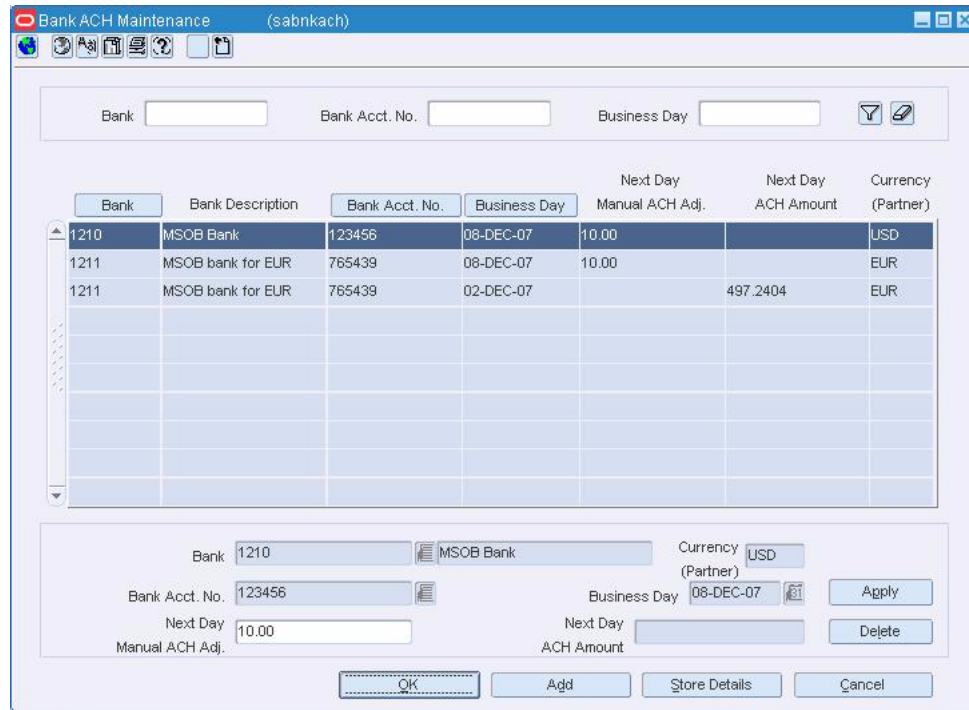 Bank ACH Maintenance (sabnkach)
Bank Bank Acct. No. Business Day
Next Day Next Day Currency
Bank Bank Description Bank Acct. No. Business Day Manual ACH Adj. ACH Amount (Partner)
1210 MSOB Bank 123456 08-DEC-07 10.00 USD
1211 MSOB bank for EUR 765439 08-DEC-07 10.00 EUR
1211 MSOB bank for EUR 765439 02-DEC-07 497.2404 EUR
Bank 1210 MSOB Bank Currency (Partner) USD
Bank Acct. No. 123456 Business Day 08-DEC-07 31 Apply
Next Day Manual ACH Adj. 10.00 Next Day ACH Amount Delete
OK Add Store Details Cancel